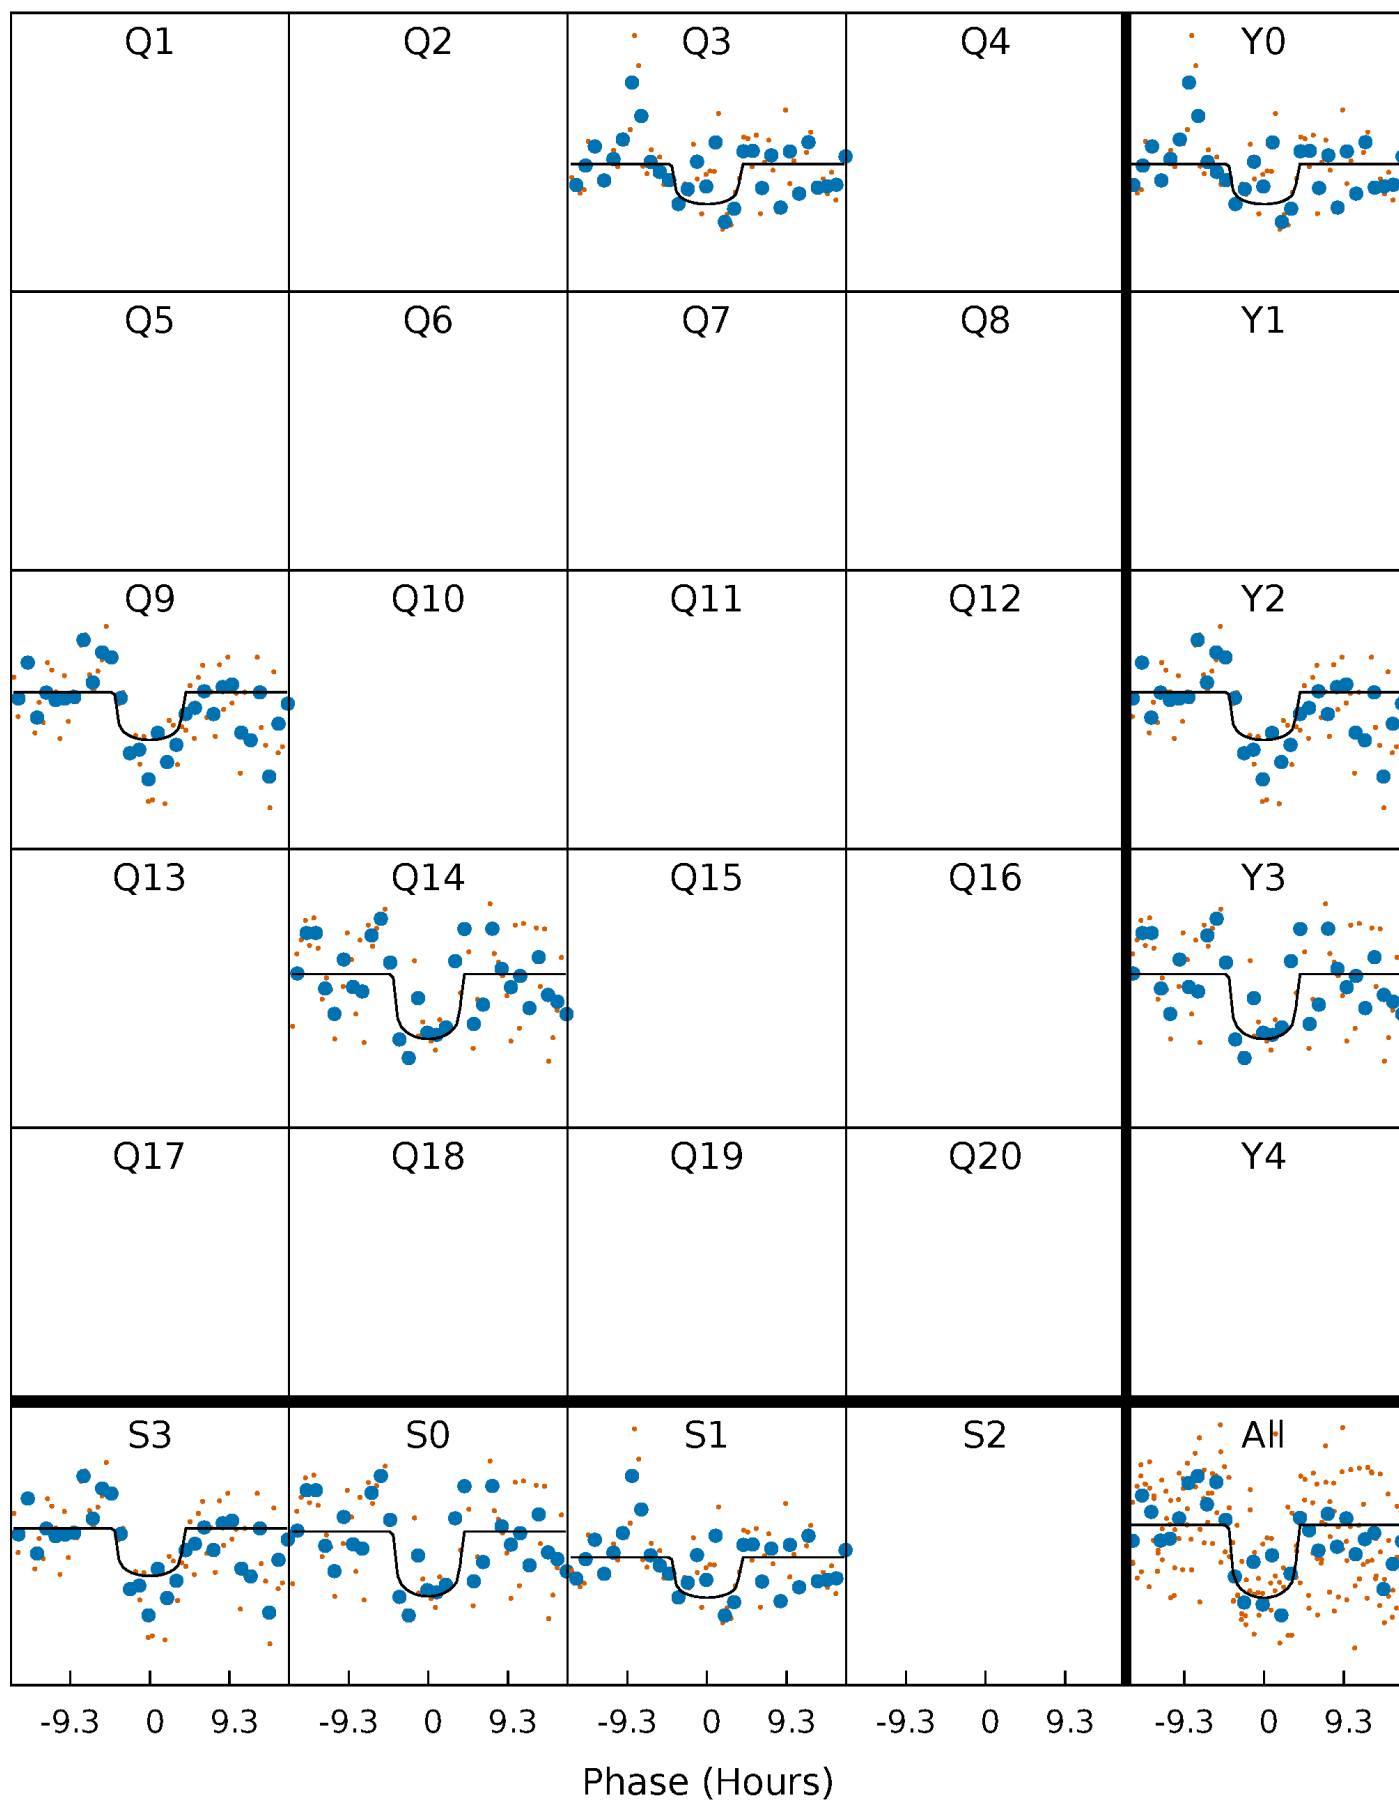 Q1 Q2 Q3 Q4 Y0
Q5 Q6 Q7 Q8 Y1
Q9 Q10 Q11 Q12 Y2
Q13 Q14 Q15 Q16 Y3
Q17 Q18 Q19 Q20 Y4
S3 S0 S1 S2 All
-9.3 0 9.3 -9.3 0 9.3 -9.3 0 9.3 -9.3 0 9.3 -9.3 0 9.3
Phase (Hours)